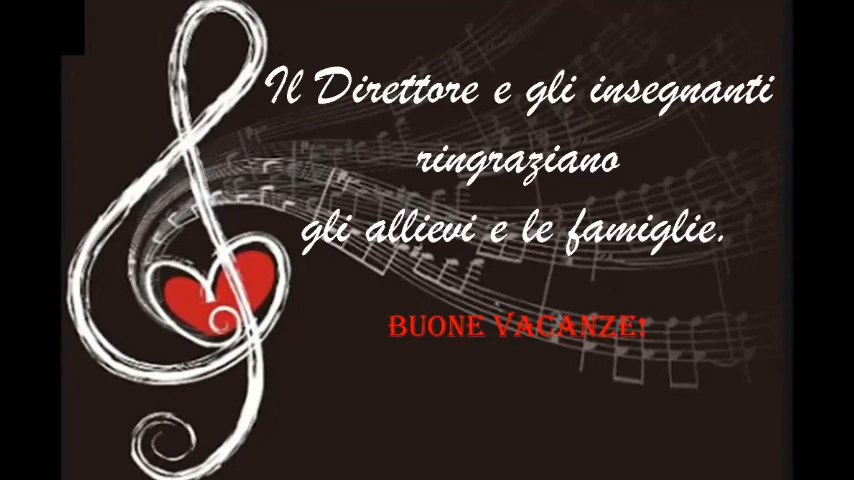 Il Direttore e gli insegnanti
ringraziano
gli allievi e le famiglie.
BUONE VACANZE!